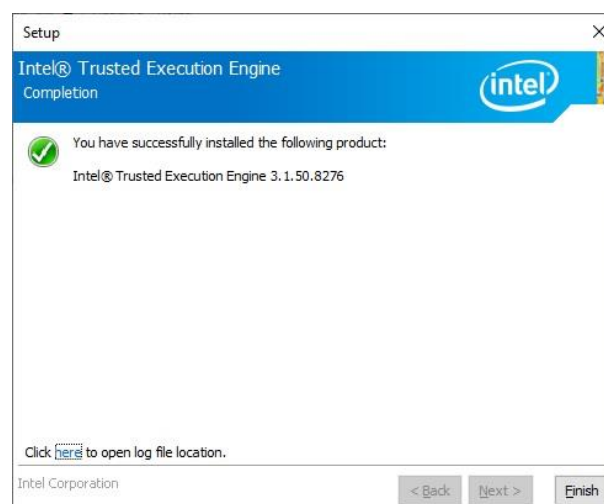 Setup
Intel® Trusted Execution Engine
Completion
intel
You have successfully installed the following product:
Intel® Trusted Execution Engine 3.1.50.8276
Click here to open log file location.
Intel Corporation
< Back Next > Finish